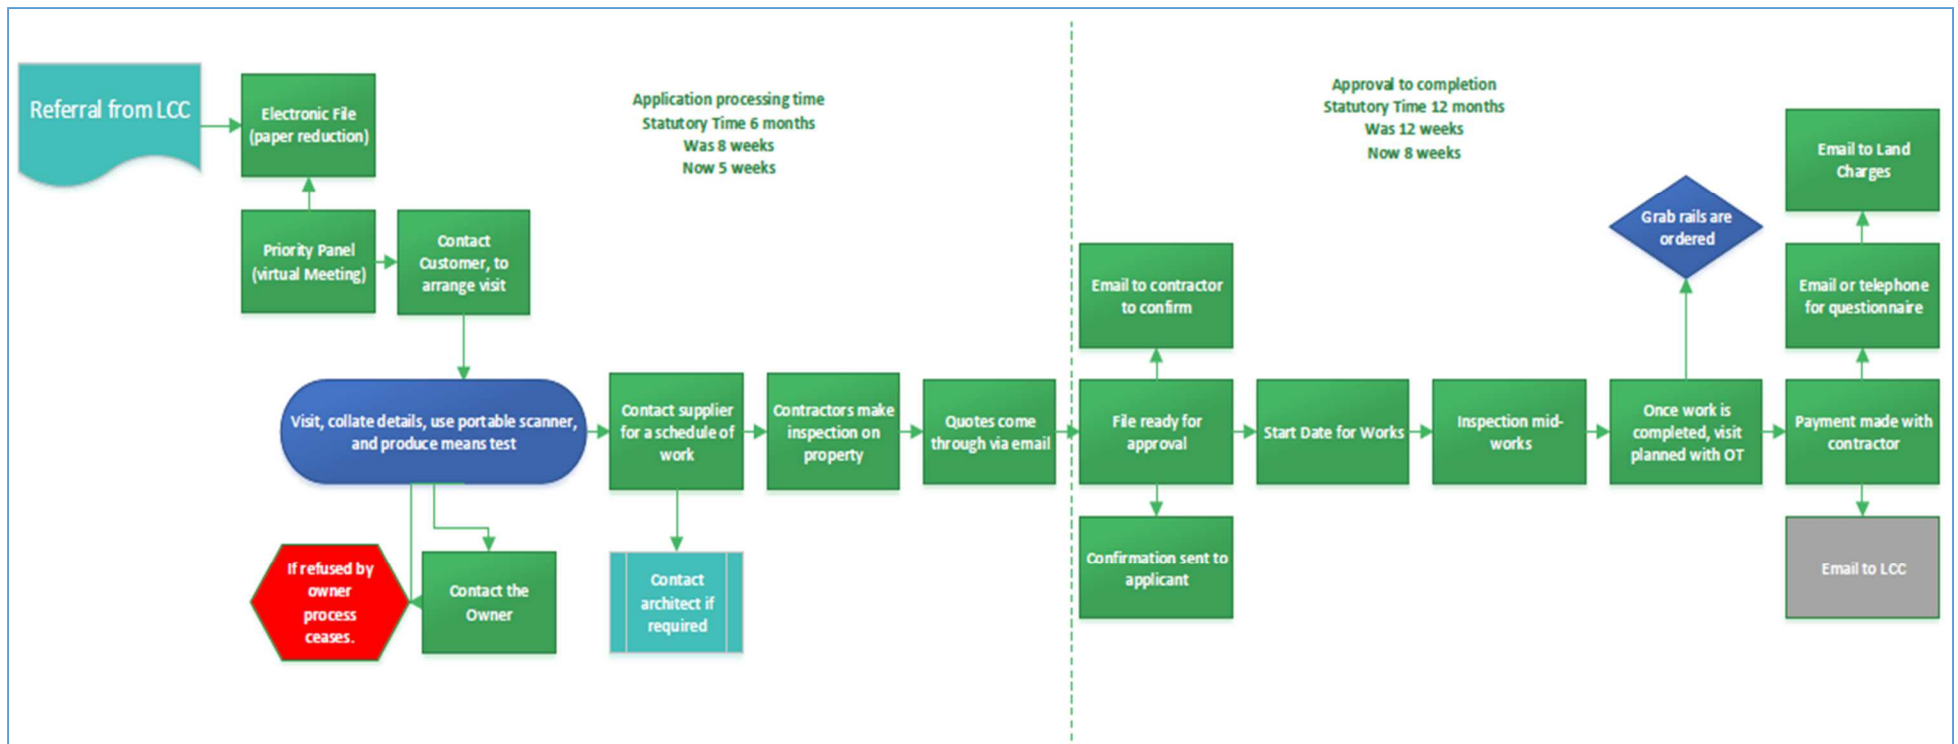 Referral from LCC
Electronic File
(paper reduction)
Priority Panel
(virtual Meeting)
Contact
Customer, to
arrange visit
Application processing time
Statutory Time 6 months
Was 8 weeks
Now 5 weeks
Visit, collate details, use portable scanner,
and produce means test
If refused by
owner
process
ceases.
Contact the
Owner
Contact supplier
for a schedule of
work
Contact
architect if
required
Contractors make
inspection on
property
Quotes come
through via email
Approval to completion
Statutory Time 12 months
Was 12 weeks
Now 8 weeks
Email to contractor
to confirm
File ready for
approval
Confirmation sent to
applicant
Start Date for Works
Inspection mid-
works
Grab rails are
ordered
Once work is
completed, visit
planned with OT
Email to Land
Charges
Email or telephone
for questionnaire
Payment made with
contractor
Email to LCC